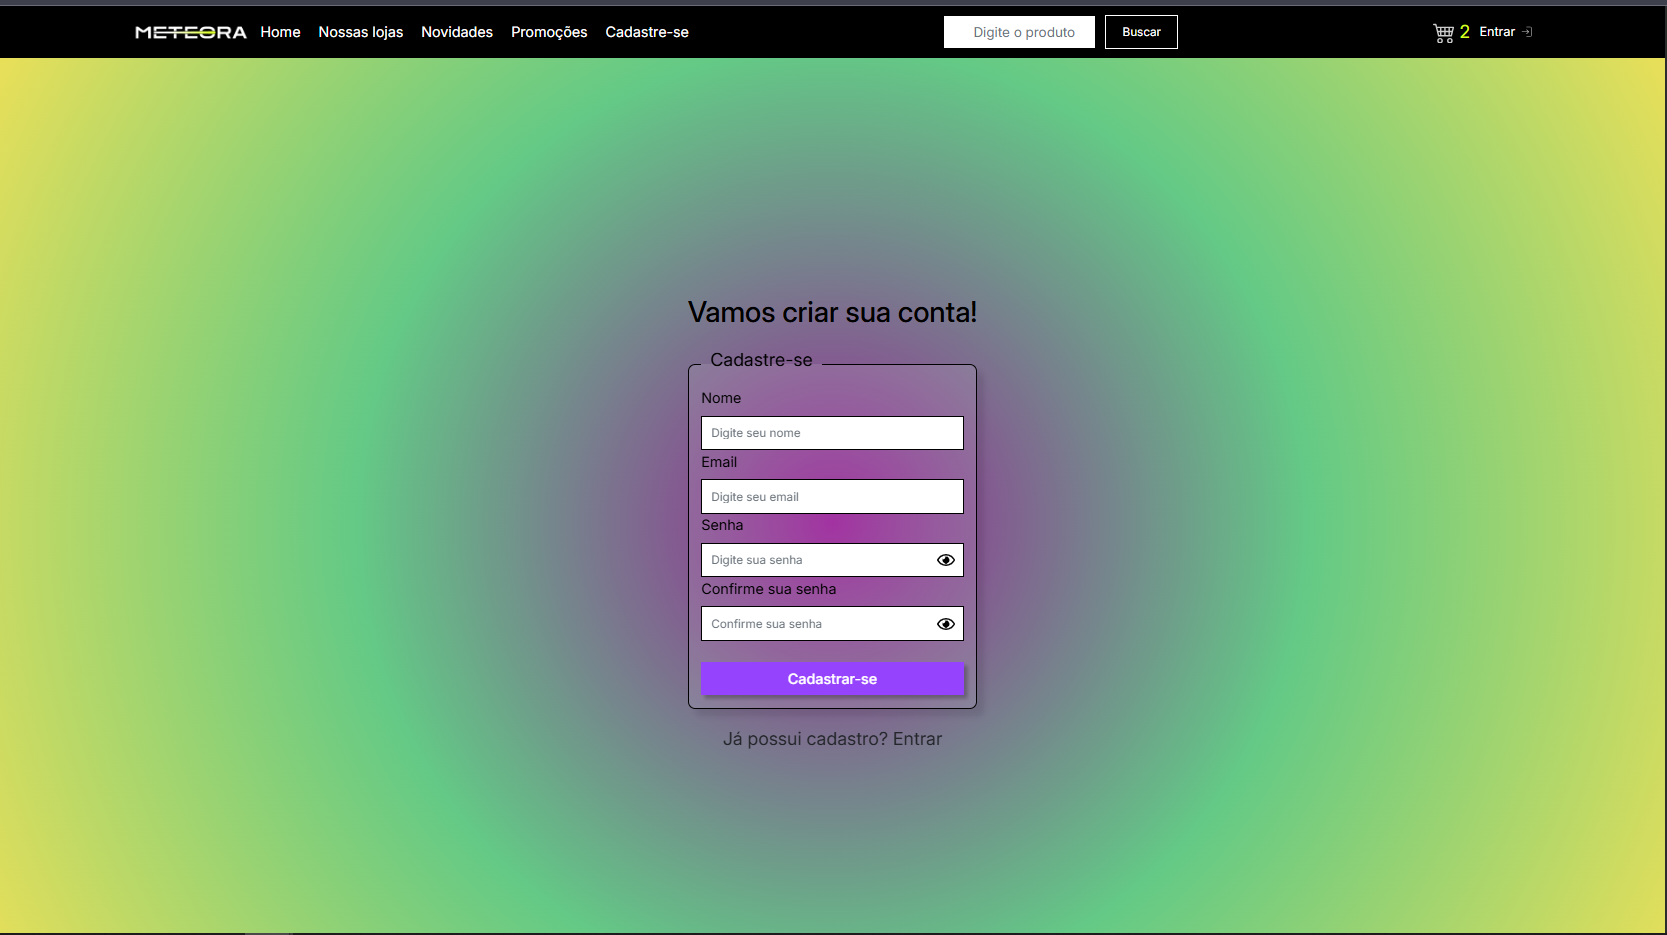 METEORA Home Nossas lojas Novidades Promoções Cadastre-se Digite o produto Buscar 2 Entrar
Vamos criar sua conta!
Cadastre-se
Nome
Digite seu nome
Email
Digite seu email
Senha
Digite sua senha
Confirme sua senha
Confirme sua senha
Cadastrar-se
Já possui cadastro? Entrar